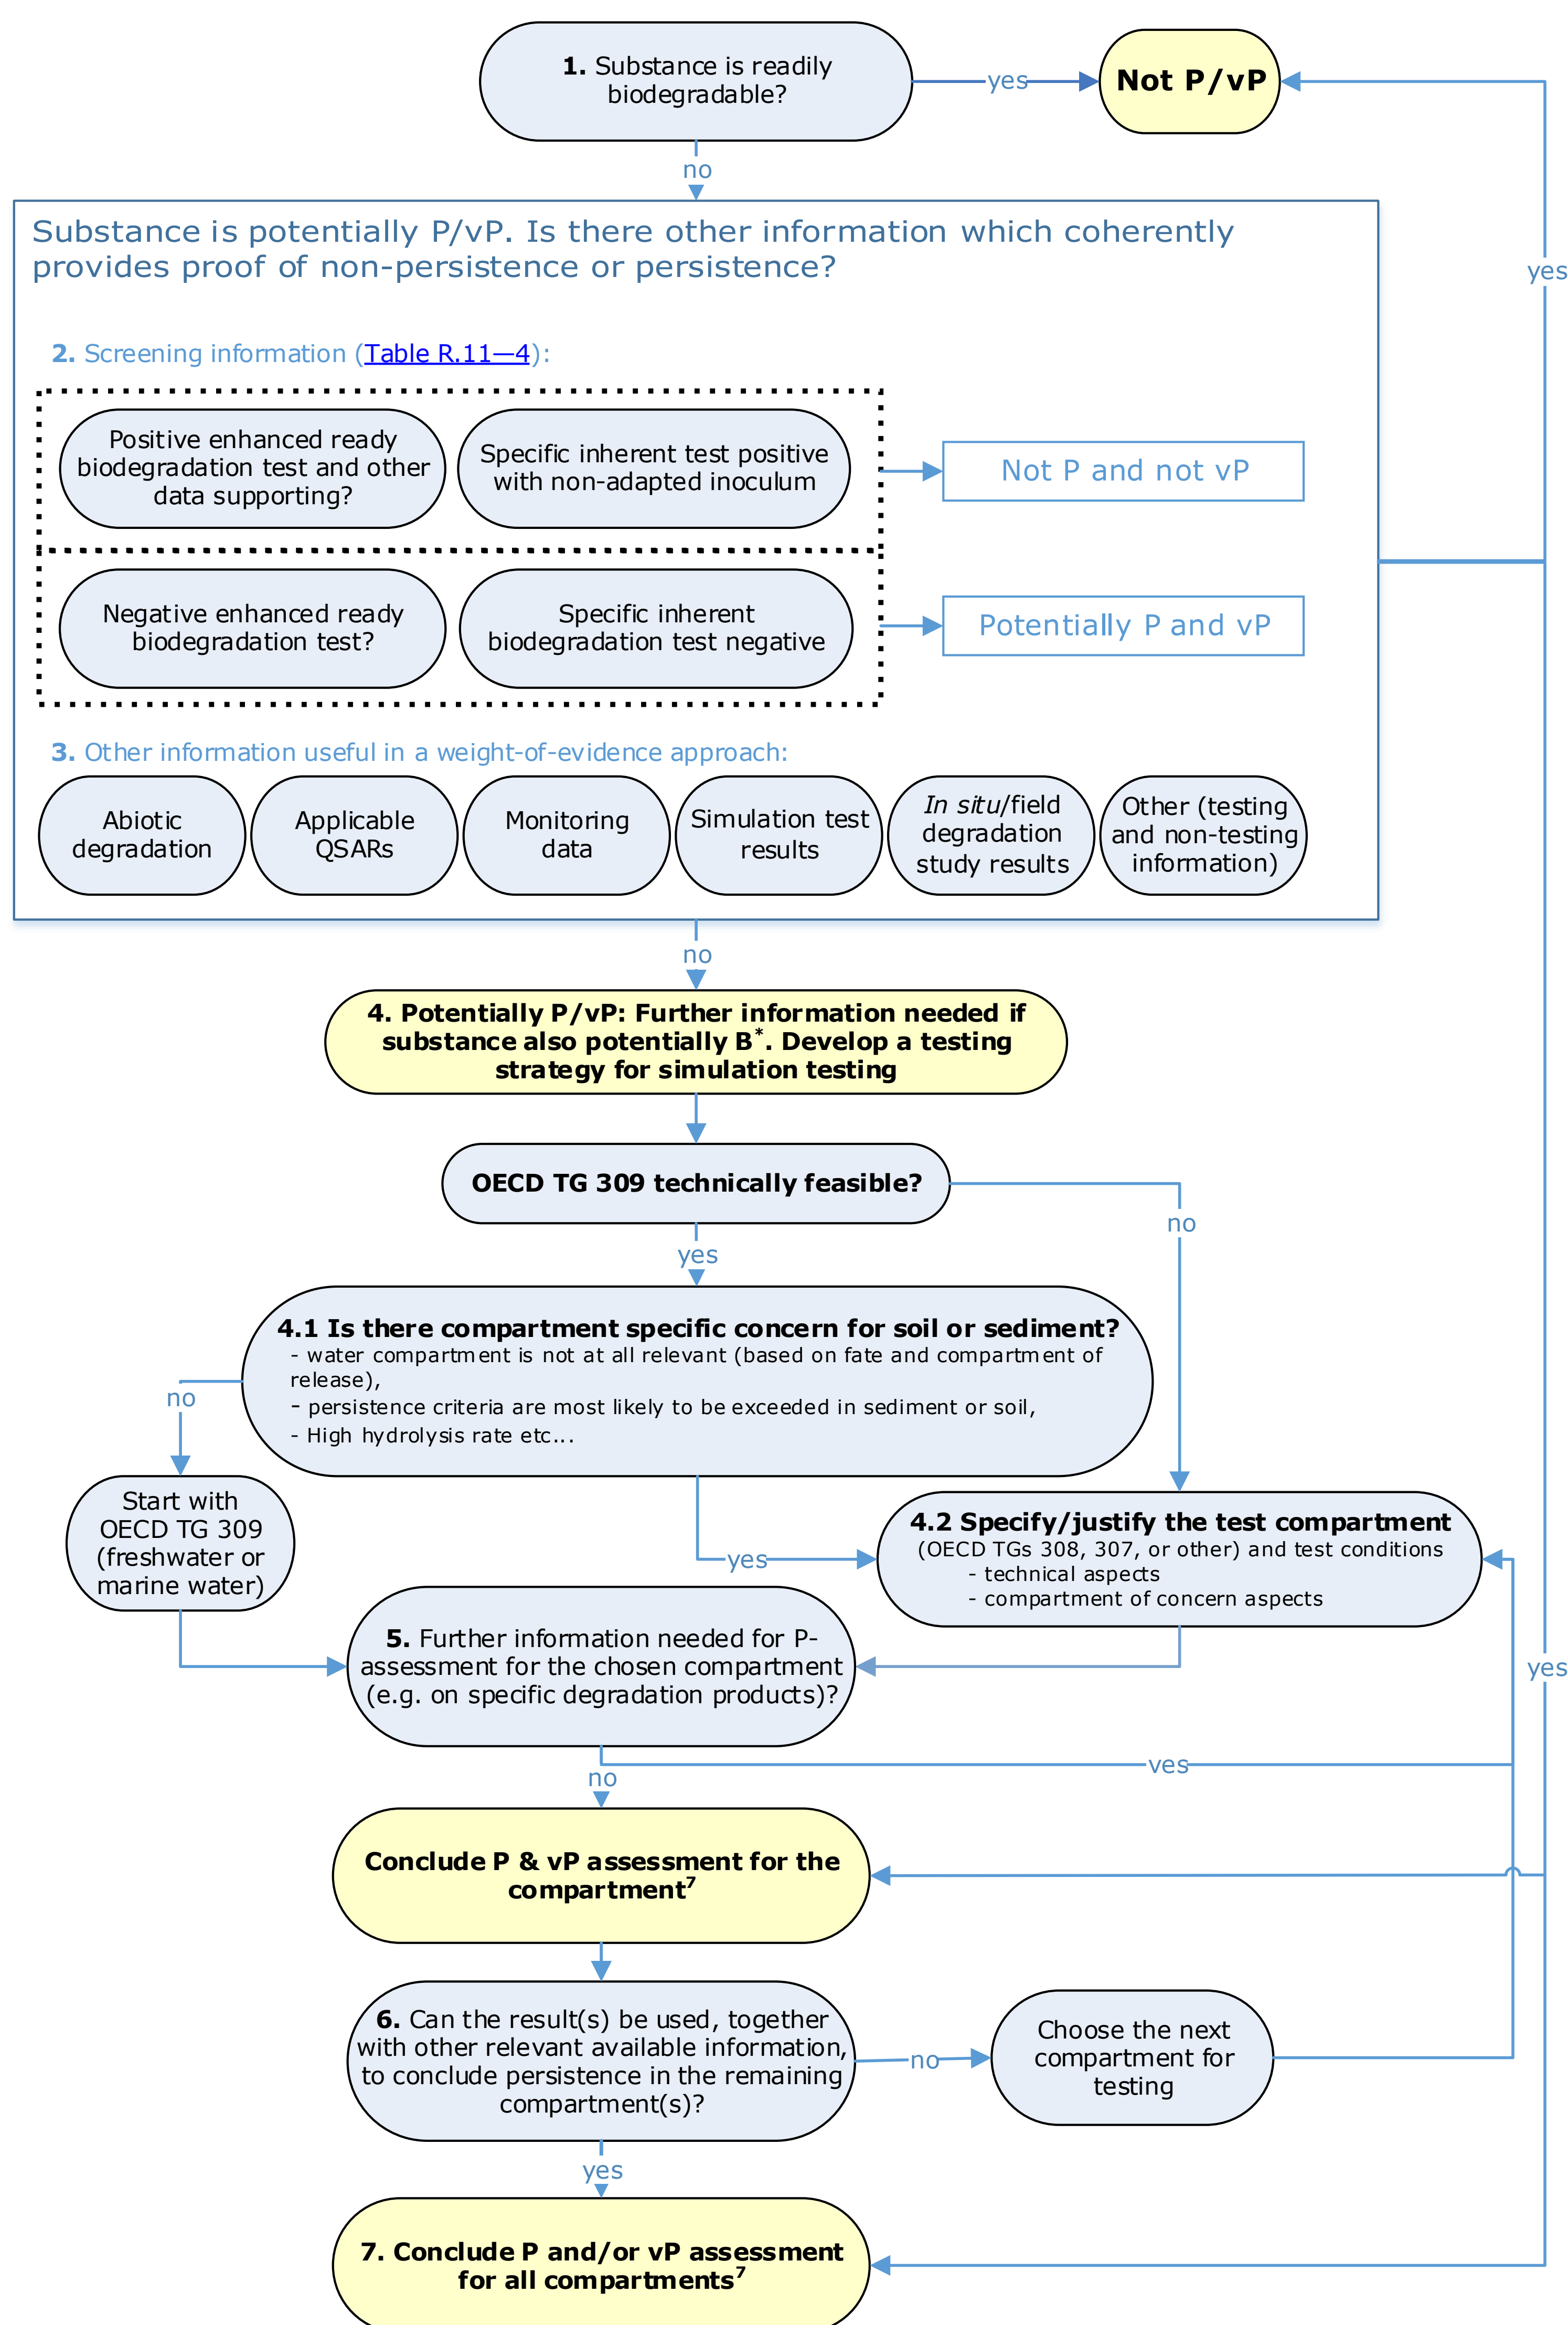 1. Substance is readily
biodegradable?
yes
Not P/vP
no
yes
Substance is potentially P/vP. Is there other information which coherently
provides proof of non-persistence or persistence?
2. Screening information (Table R.11—4):
Positive enhanced ready
biodegradation test and other
data supporting?
Specific inherent test positive
with non-adapted inoculum
Not P and not vP
Negative enhanced ready
biodegradation test?
Specific inherent
biodegradation test negative
Potentially P and vP
3. Other information useful in a weight-of-evidence approach:
Abiotic
degradation
Applicable
QSARs
Monitoring
data
Simulation test
results
In situ/field
degradation
study results
Other (testing
and non-testing
information)
no
4. Potentially P/vP: Further information needed if
substance also potentially B*. Develop a testing
strategy for simulation testing
OECD TG 309 technically feasible?
no
yes
4.1 Is there compartment specific concern for soil or sediment?
- water compartment is not at all relevant (based on fate and compartment of
release),
- persistence criteria are most likely to be exceeded in sediment or soil,
- High hydrolysis rate etc...
no
Start with
OECD TG 309
(freshwater or
marine water)
yes
4.2 Specify/justify the test compartment
(OECD TGs 308, 307, or other) and test conditions
- technical aspects
- compartment of concern aspects
5. Further information needed for P-
assessment for the chosen compartment
(e.g. on specific degradation products)?
yes
yes
no
Conclude P & vP assessment for the
compartment7
6. Can the result(s) be used, together
with other relevant available information,
to conclude persistence in the remaining
compartment(s)?
no
Choose the next
compartment for
testing
yes
7. Conclude P and/or vP assessment
for all compartments7